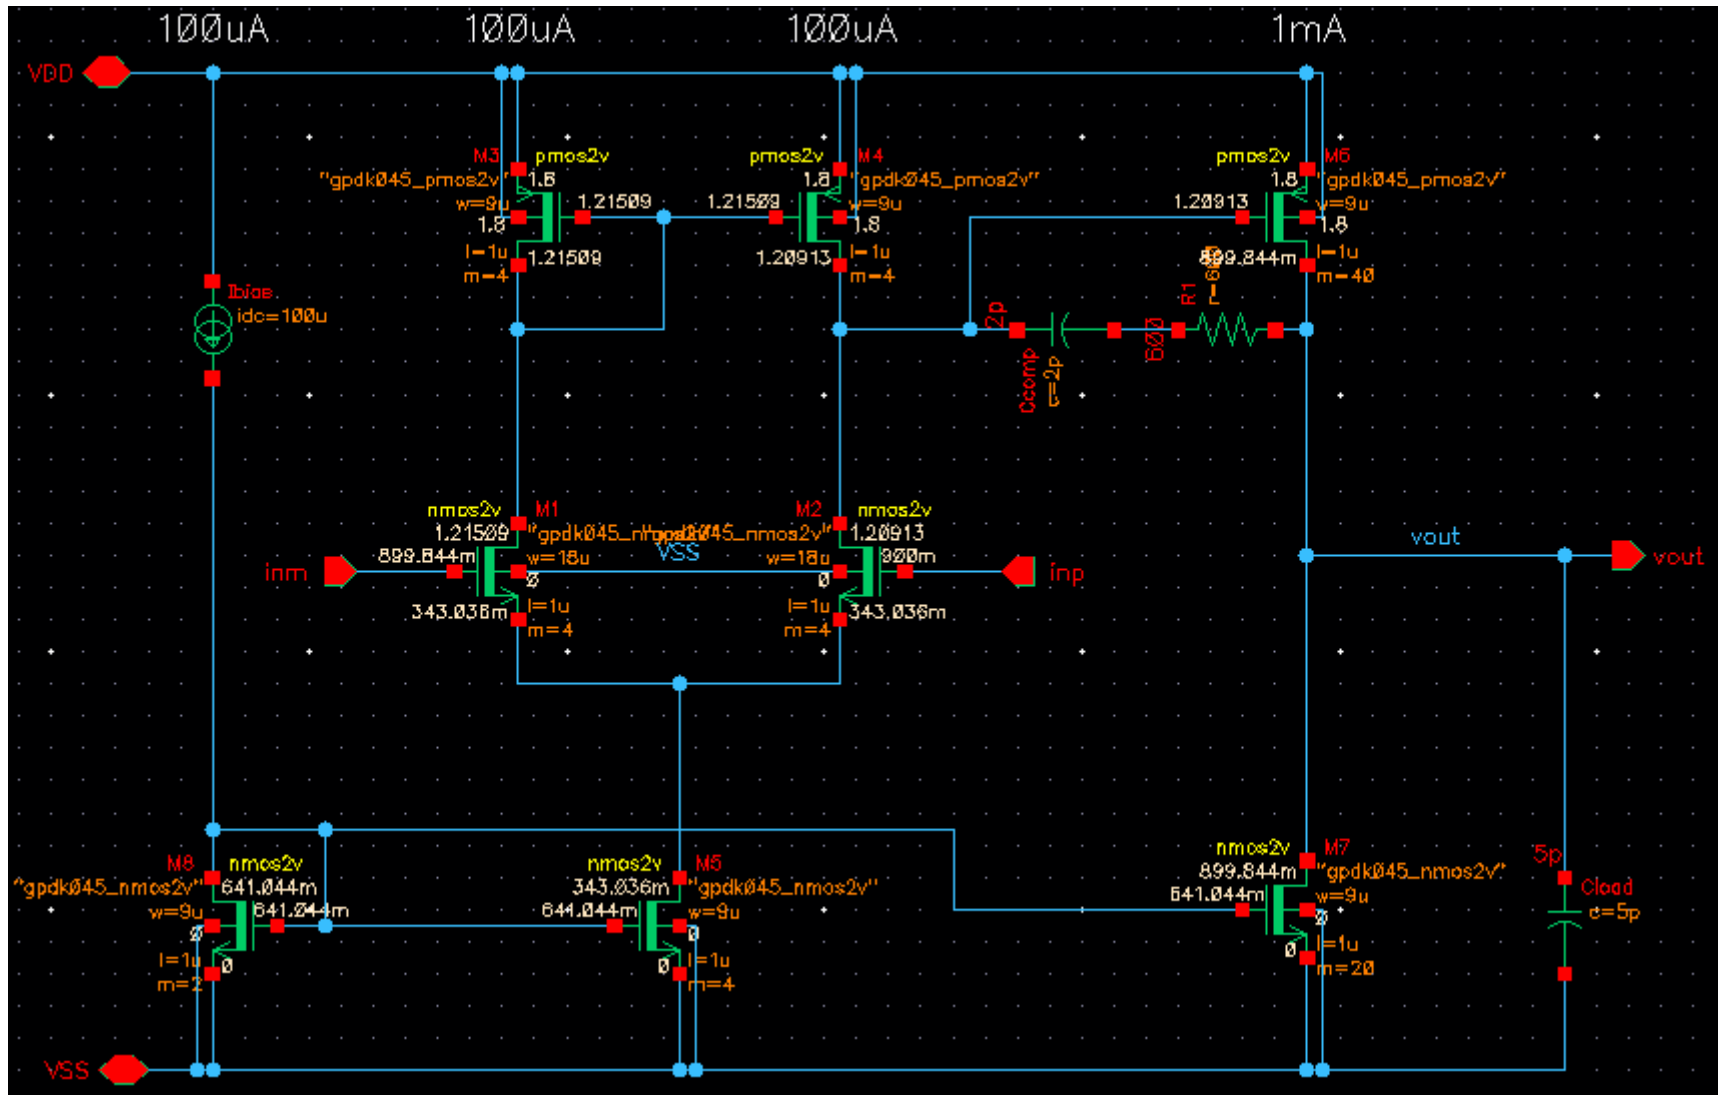 100uA 100uA 100uA 1mA
VDD
M3 pmos2v
"gpdk045_pmos2v"
1.8
w=9u
1.21509
1.8
l=1u
1.21509
m=4
pmos2v M4
1.8
"gpdk045_pmos2v"
1.21509
w=9u
1.8
l=1u
1.20913
m=4
pmos2v M6
1.8
"gpdk045_pmos2v"
1.20913
w=9u
1.8
l=1u
899.844m
m=40
Ibias
idc=100u
2p
Ccomp
c=2p
600
R1
nmos2v M1
1.21509
899.844m
w=18u
0
l=1u
343.036m
m=4
inm
VSS
M2 nmos2v
"gpdk045_nmos2v"
1.20913
w=18u
900m
0
l=1u
343.036m
m=4
inp
vout
vout
M8 nmos2v
"gpdk045_nmos2v"
641.044m
w=9u
641.044m
0
l=1u
0
m=2
nmos2v M5
343.036m
"gpdk045_nmos2v"
641.044m
w=9u
0
l=1u
0
m=4
nmos2v M7
899.844m
"gpdk045_nmos2v"
641.044m
w=9u
0
l=1u
0
m=20
5p
Cload
c=5p
VSS